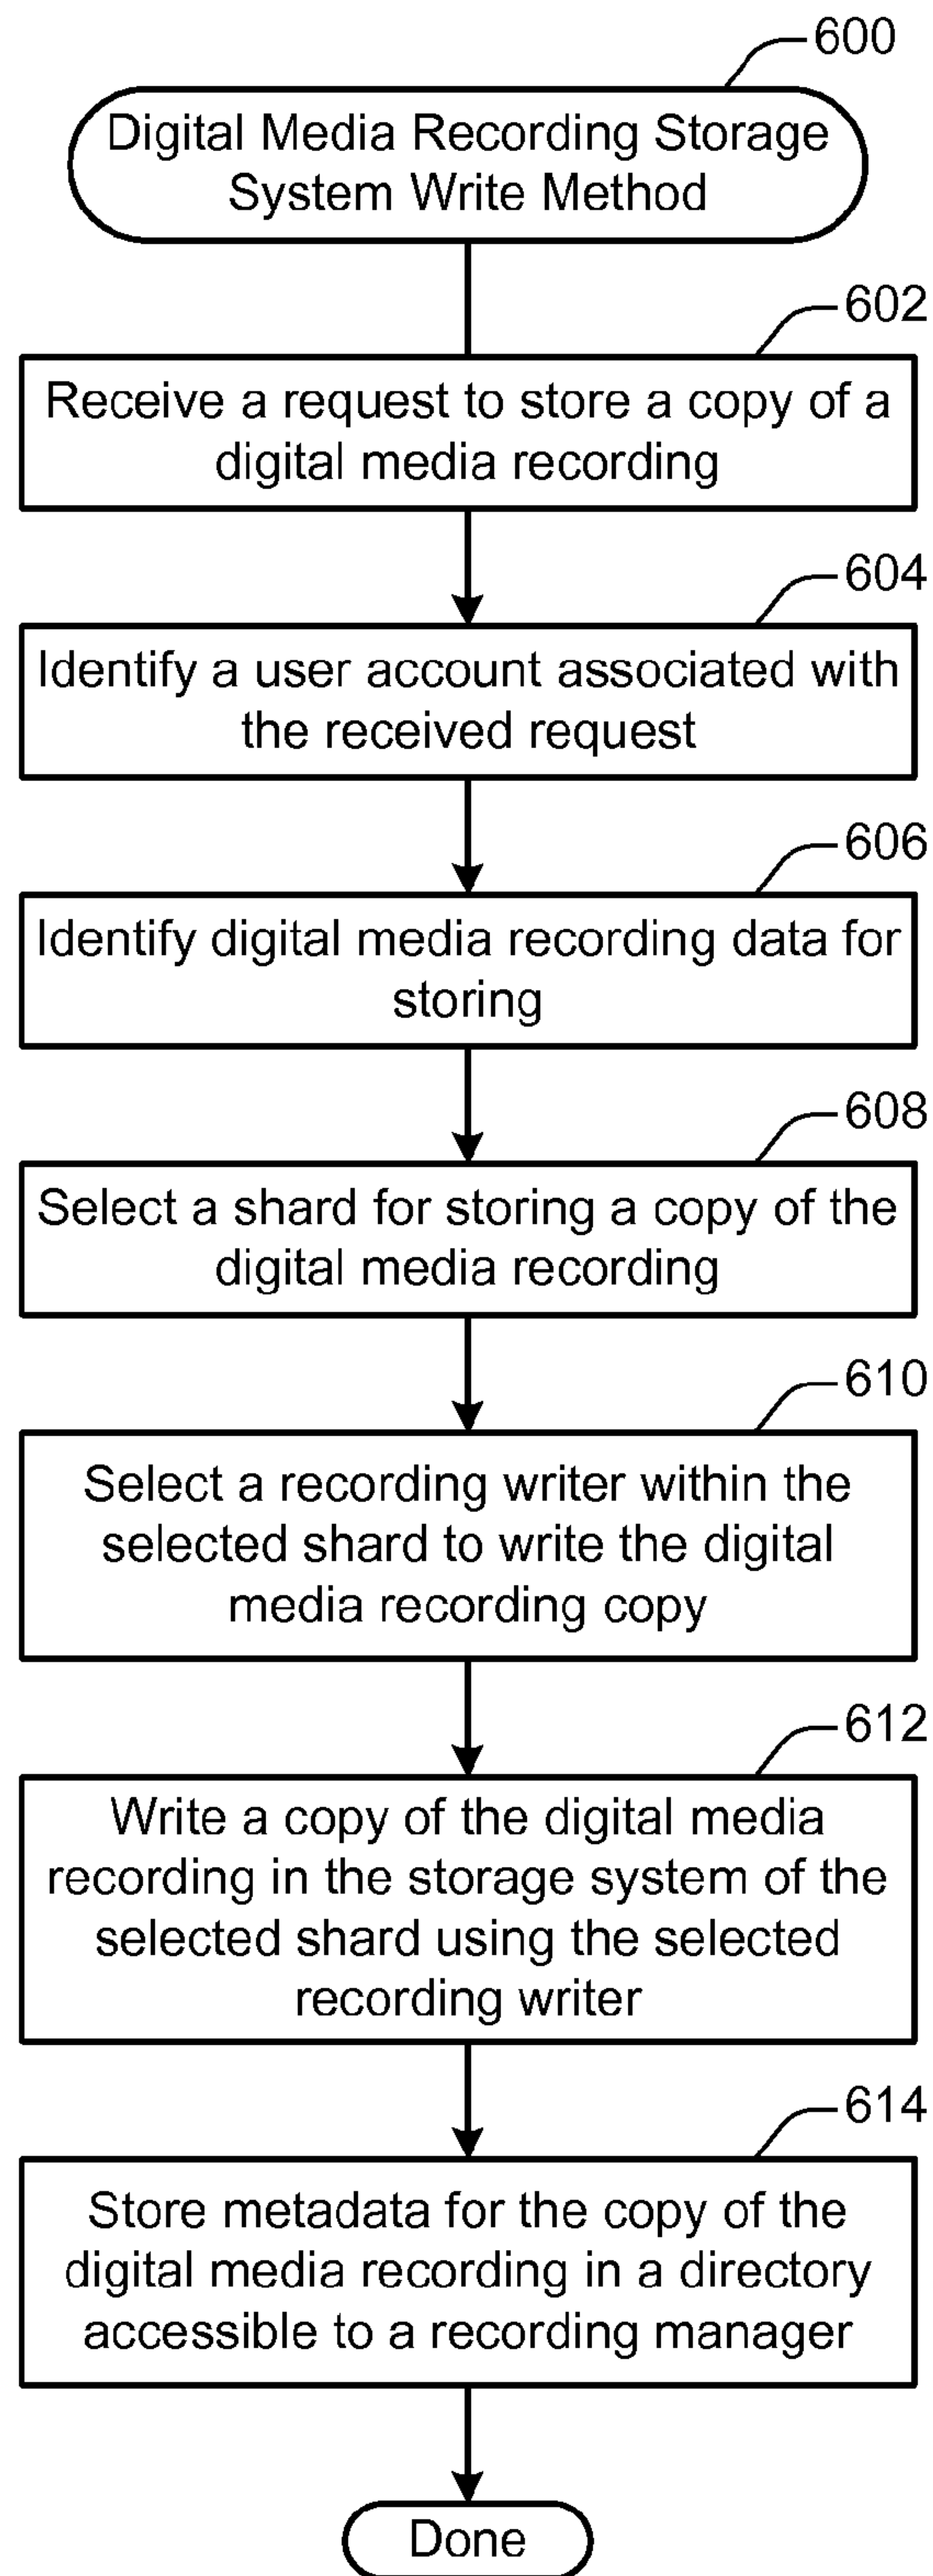 600
Digital Media Recording Storage
System Write Method
602
Receive a request to store a copy of a
digital media recording
604
Identify a user account associated with
the received request
606
Identify digital media recording data for
storing
608
Select a shard for storing a copy of the
digital media recording
610
Select a recording writer within the
selected shard to write the digital
media recording copy
612
Write a copy of the digital media
recording in the storage system of the
selected shard using the selected
recording writer
614
Store metadata for the copy of the
digital media recording in a directory
accessible to a recording manager
Done